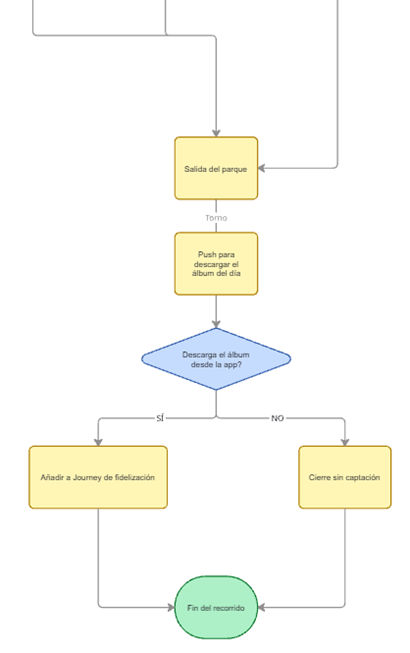 Salida del parque
Torno
Push para
descargar el
álbum del día
Descarga el álbum
desde la app?
SÍ
NO
Añadir a Journey de fidelización
Cierre sin captación
Fin del recorrido